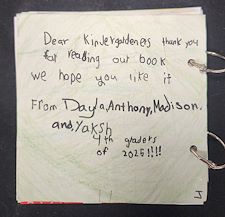 Dear Kindergardeners thank you
for reading out book
we hope you like it
From Dayla, Anthony, Madison,
and Yaksh
4th graders
of 2025!!!!